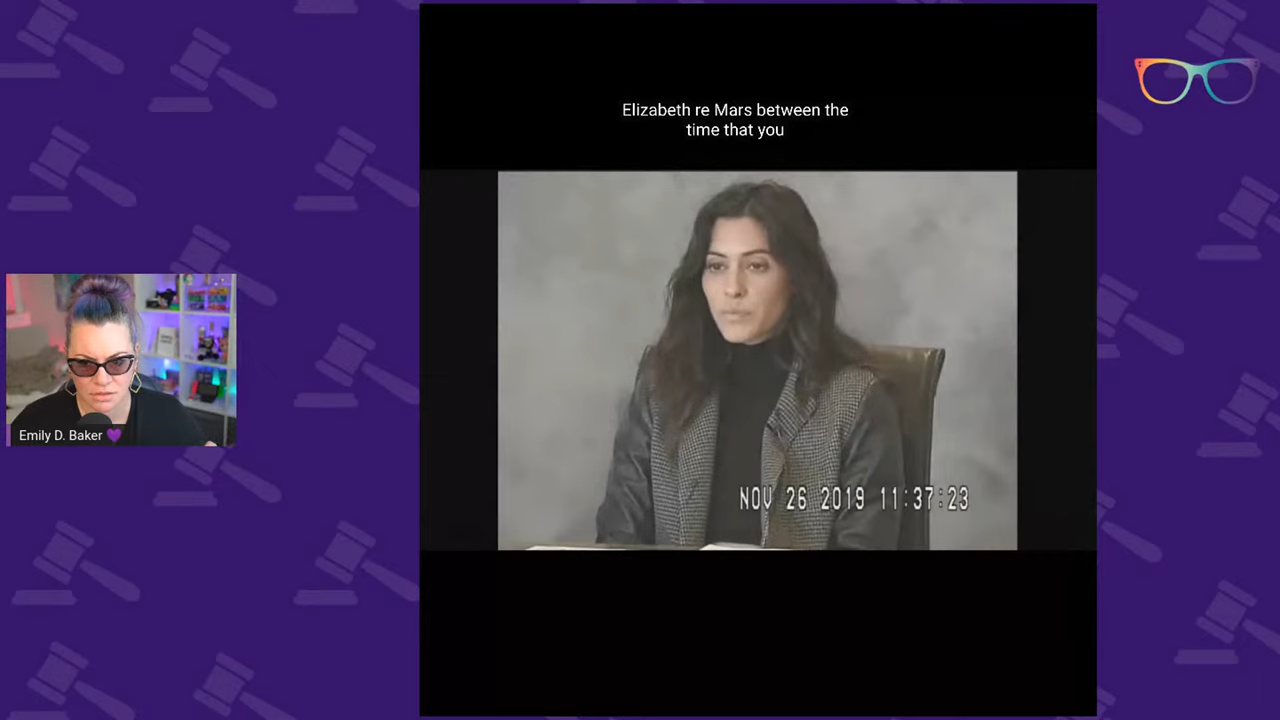 Elizabeth re Mars between the
time that you
NOV 26 2019 11:37:23
Emily D. Baker 💜